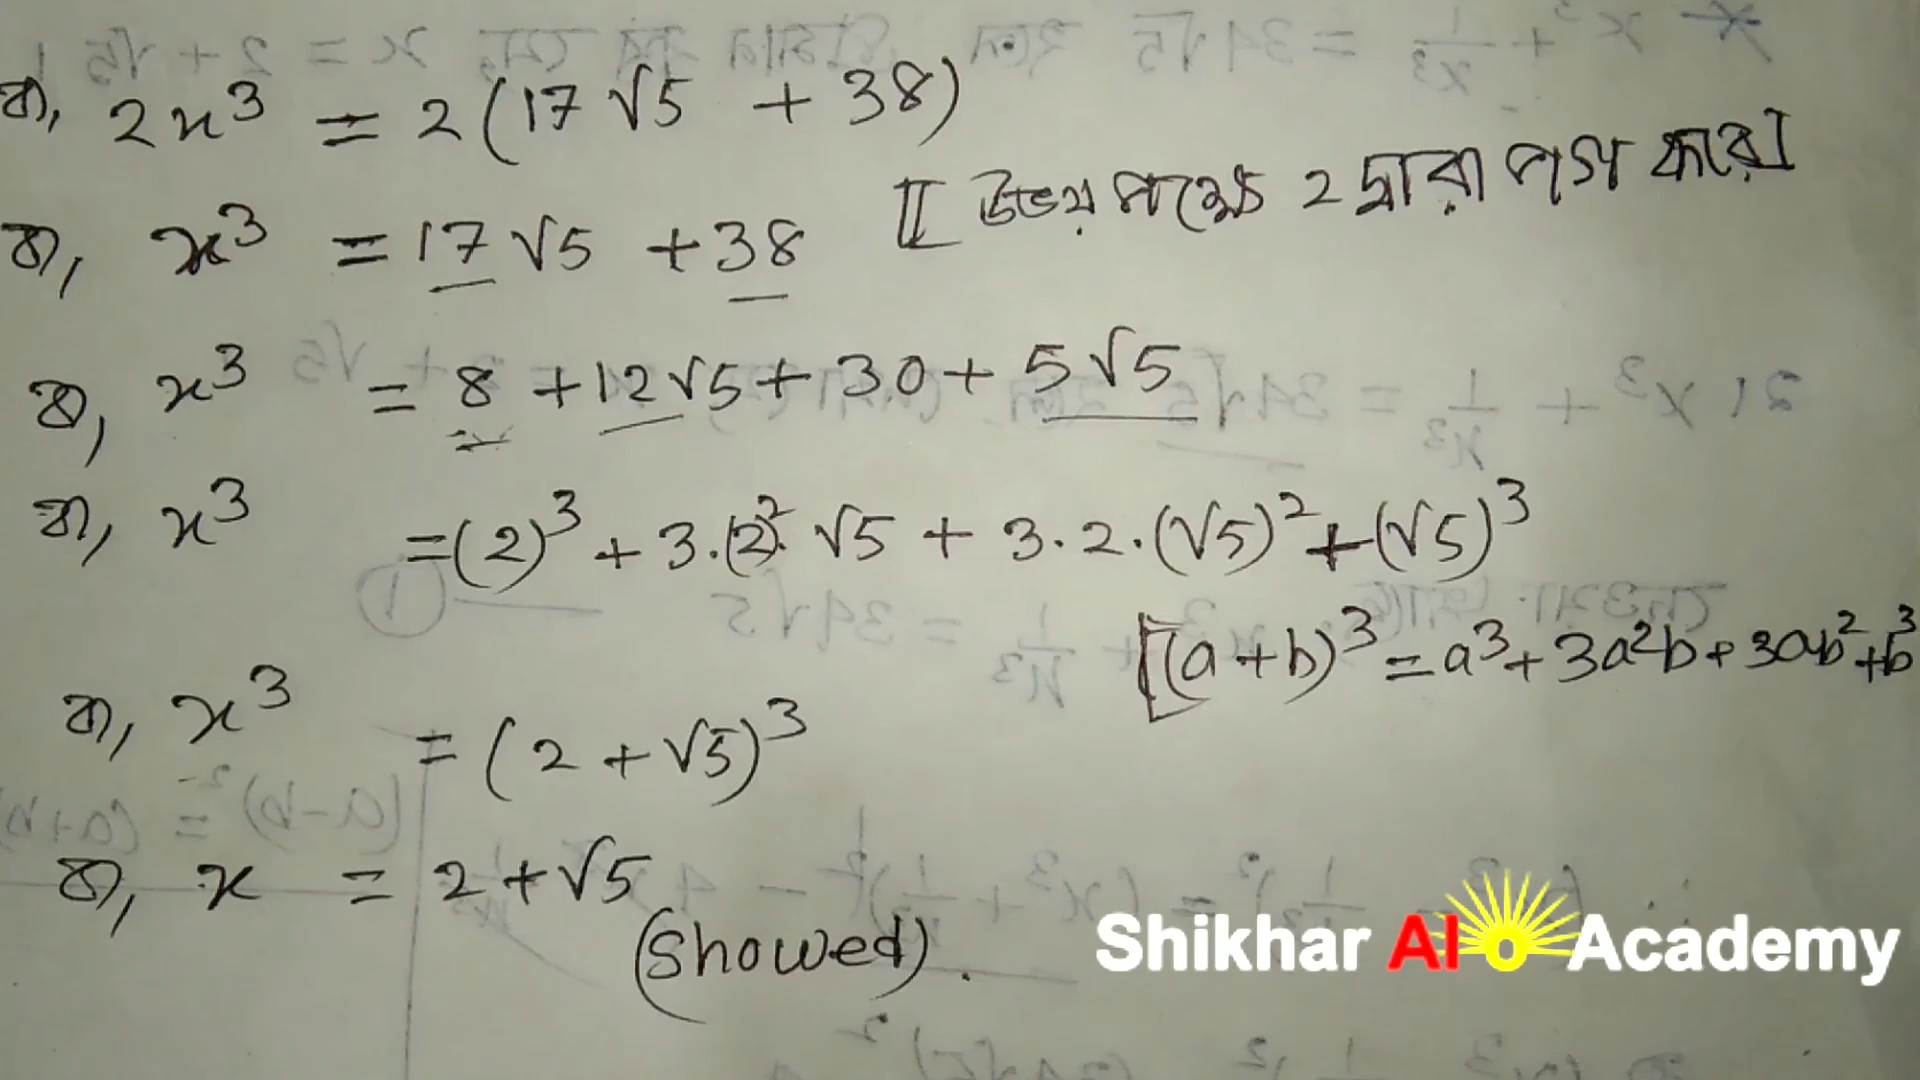 বা, 2x³ = 2(17√5 + 38)
[উভয় পক্ষে 2 দ্বারা ভাগ করে]
বা, x³ = 17√5 + 38
বা, x³ = 8 + 12√5 + 30 + 5√5
বা, x³ = (2)³ + 3.(2)².√5 + 3.2.(√5)² + (√5)³
[(a+b)³ = a³ + 3a²b + 3ab² + b³
বা, x³ = (2 + √5)³
বা, x = 2 + √5
(Showed).
Shikhar Alo Academy